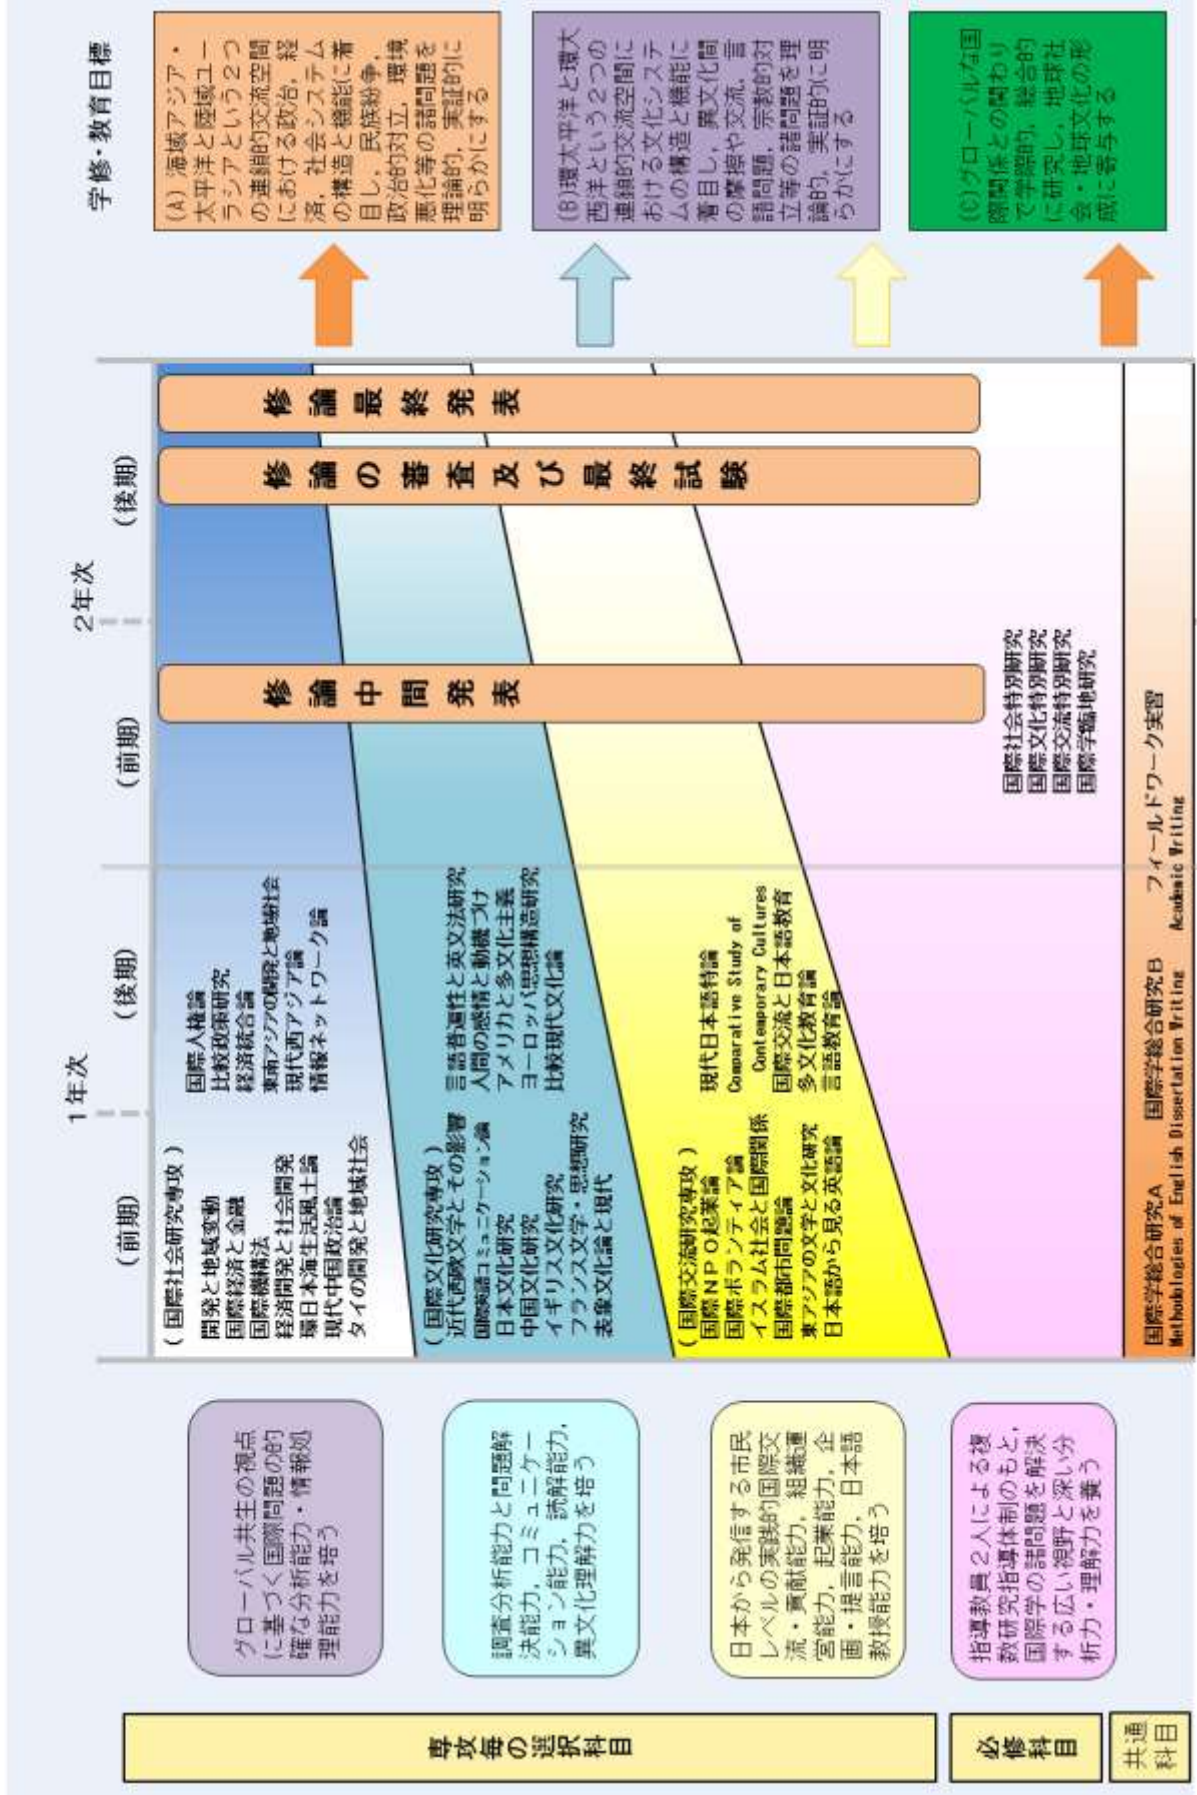 学修・教育目標
1年次
2年次
(前期)
(後期)
(前期)
(後期)
専攻毎の選択科目
必修科目
共通
科目
グローバル共生の視点
に基づく国際問題の的
確な分析能力・情報処
理能力を培う
調査分析能力と問題解
決能力，コミュニケー
ション能力，読解能力，
異文化理解力を培う
日本から発信する市民
レベルの実践的国際交
流・貢献能力，組織運
営能力，起業能力，企
画・提言能力，日本語
教授能力を培う
指導教員２人による複
数研究指導体制のもと，
国際学の諸問題を解決
する広い視野と深い分
析力・理解力を養う
(国際社会研究専攻)
開発と地域変動
国際経済と金融
国際機構法
経済開発と社会開発
環日本海生活風土論
現代中国政治論
タイの開発と地域社会
国際人権論
比較政策研究
経済統合論
東南アジアの開発と地域社会
現代西アジア論
情報ネットワーク論
(国際文化研究専攻)
近代西欧文学とその影響
国際英語コミュニケーション論
日本文化研究
中国文化研究
イギリス文化研究
フランス文学・思想研究
表象文化論と現代
言語普遍性と英文法研究
人間の感情と動機づけ
アメリカと多文化主義
ヨーロッパ思想構造研究
比較現代文化論
(国際交流研究専攻)
国際ＮＰＯ起業論
国際ボランティア論
イスラム社会と国際関係
国際都市問題論
東アジアの文学と文化研究
日本語から見る英語論
現代日本語特論
Comparative Study of
Contemporary Cultures
国際交流と日本語教育
多文化教育論
言語教育論
国際社会特別研究
国際文化特別研究
国際交流特別研究
国際学臨地研究
国際学総合研究Ａ 国際学総合研究Ｂ フィールドワーク実習
Methodologies of English Dissertation Writing Academic Writing
修論中間発表
修論の審査及び最終試験
修論最終発表
(A)海域アジア・
太平洋と陸域ユー
ラシアという２つ
の連鎖的交流空間
における政治，経
済，社会システム
の構造と機能に着
目し，民族紛争，
政治的対立，環境
悪化等の諸問題を
理論的，実証的に
明らかにする
(B)環太平洋と環大
西洋という２つの
連鎖的交流空間に
おける文化システ
ムの構造と機能に
着目し，異文化間
の摩擦や交流，言
語問題，宗教的対
立等の諸問題を理
論的，実証的に明
らかにする
(C)グローバルな国
際関係との関わり
で学際的，総合的
に研究し，地球社
会・地球文化の形
成に寄与する